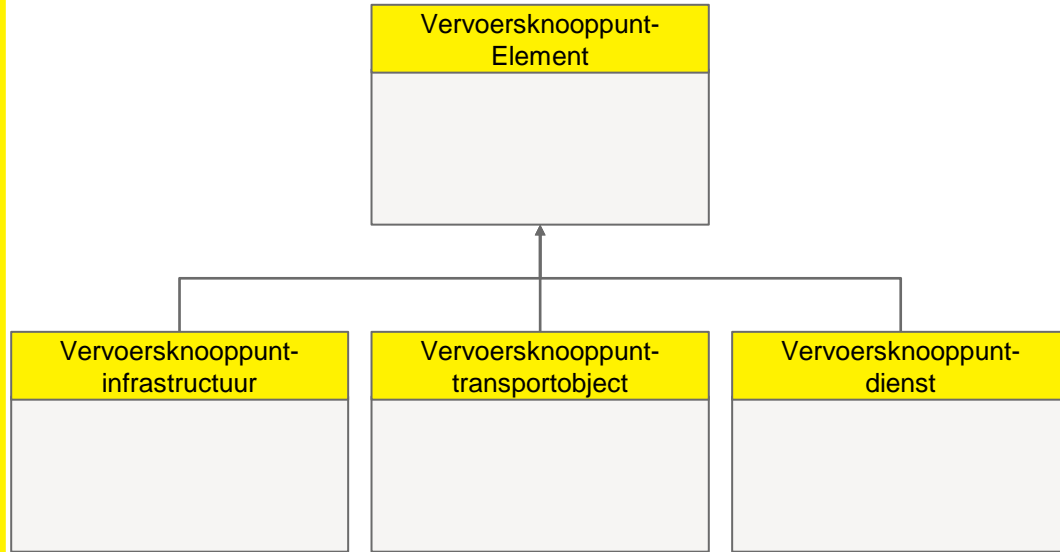 Vervoersknooppunt-
Element
Vervoersknooppunt-
infrastructuur
Vervoersknooppunt-
transportobject
Vervoersknooppunt-
dienst